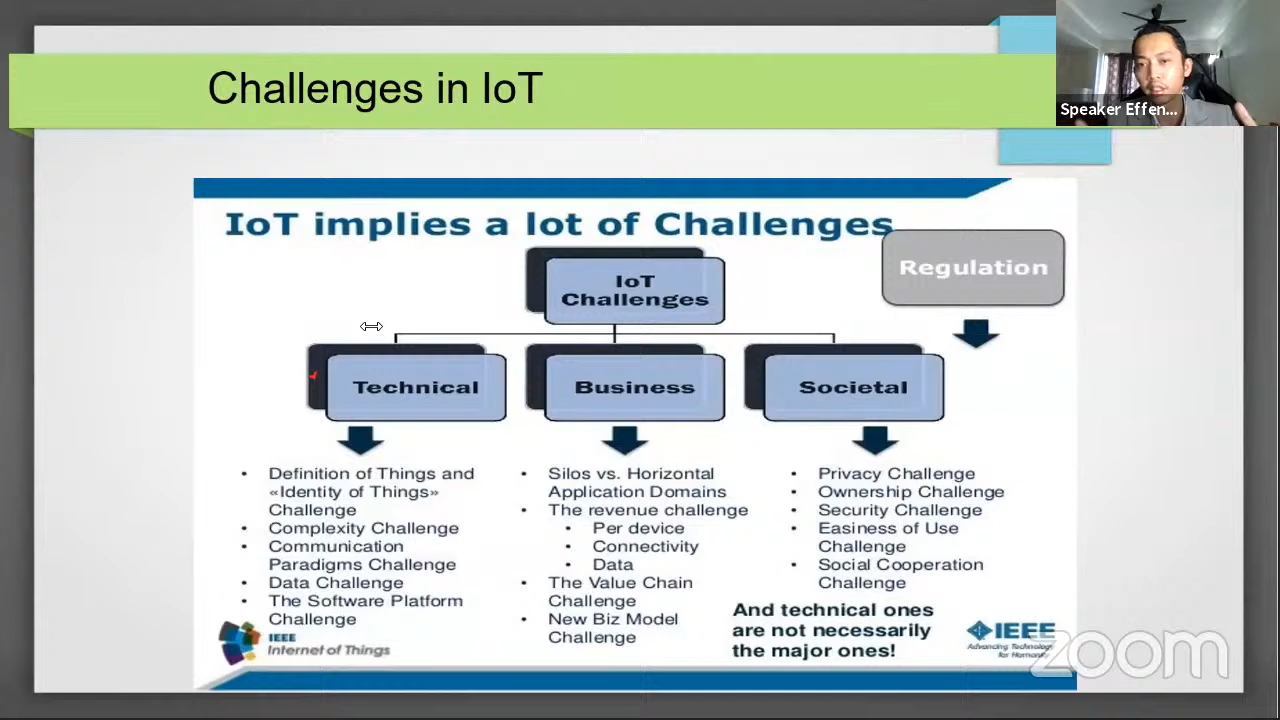 Challenges in IoT
Speaker Effen...
IoT implies a lot of Challenges
Regulation
IoT
Challenges
Technical
Business
Societal
• Definition of Things and
«Identity of Things»
Challenge
• Complexity Challenge
• Communication
Paradigms Challenge
• Data Challenge
• The Software Platform
Challenge
• Silos vs. Horizontal
Application Domains
• The revenue challenge
• Per device
• Connectivity
• Data
• The Value Chain
Challenge
• New Biz Model
Challenge
• Privacy Challenge
• Ownership Challenge
• Security Challenge
• Easiness of Use
Challenge
• Social Cooperation
Challenge
And technical ones
are not necessarily
the major ones!
IEEE
Internet of Things
IEEE
Advancing Technology
for Humanity
zoom